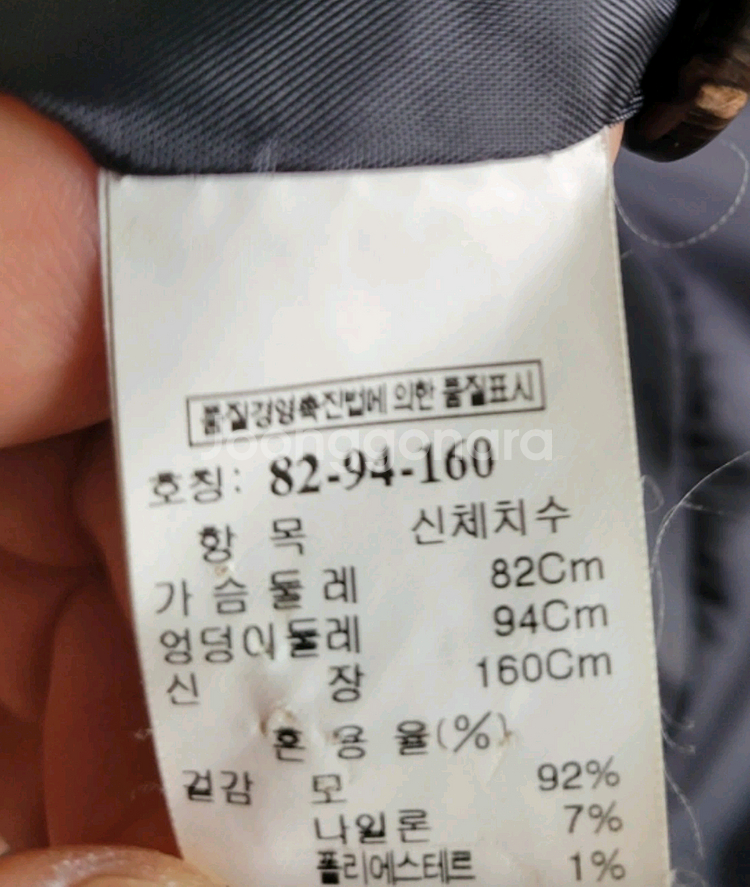 품질경영촉진법에 의한 품질표시
Joonggonara
호칭: 82-94-160
항 목 신체치수
가 슴 둘 레 82Cm
엉덩이둘레 94Cm
신 장 160Cm
혼 용 율(%)
겉감 모 92%
나일론 7%
폴리에스테르 1%